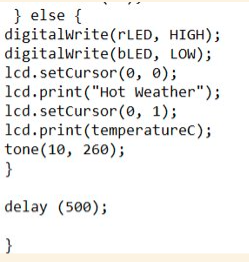 } else {
digitalWrite(rLED, HIGH);
digitalWrite(bLED, LOW);
lcd.setCursor(0, 0);
lcd.print("Hot Weather");
lcd.setCursor(0, 1);
lcd.print(temperatureC);
tone(10, 260);
}
delay (500);
}